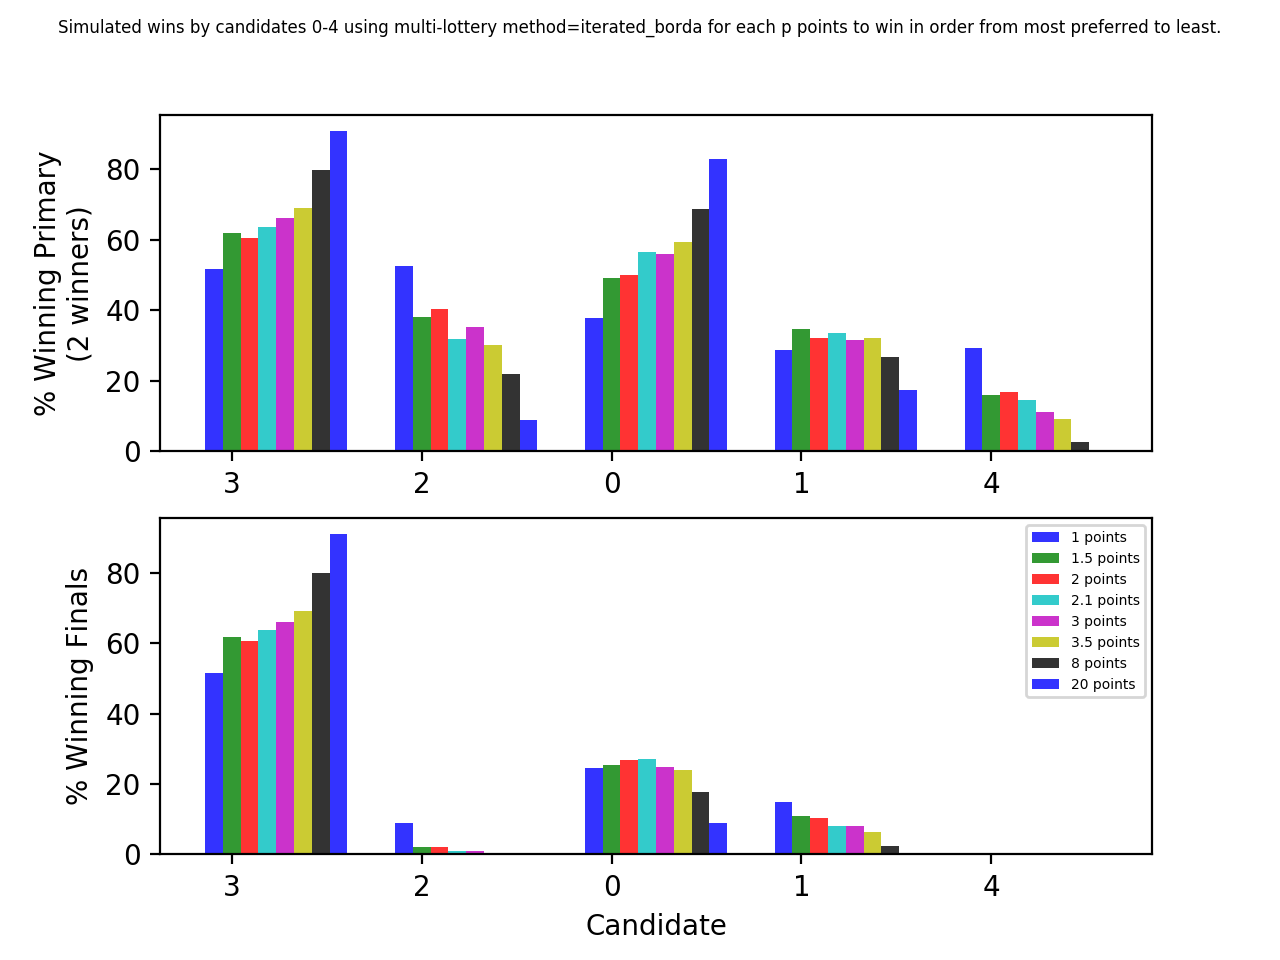 Simulated wins by candidates 0-4 using multi-lottery method=iterated_borda for each p points to win in order from most preferred to least.
% Winning Primary
(2 winners)
80
60
40
20
0
3 2 0 1 4
% Winning Finals
80
60
40
20
0
1 points
1.5 points
2 points
2.1 points
3 points
3.5 points
8 points
20 points
3 2 0 1 4
Candidate